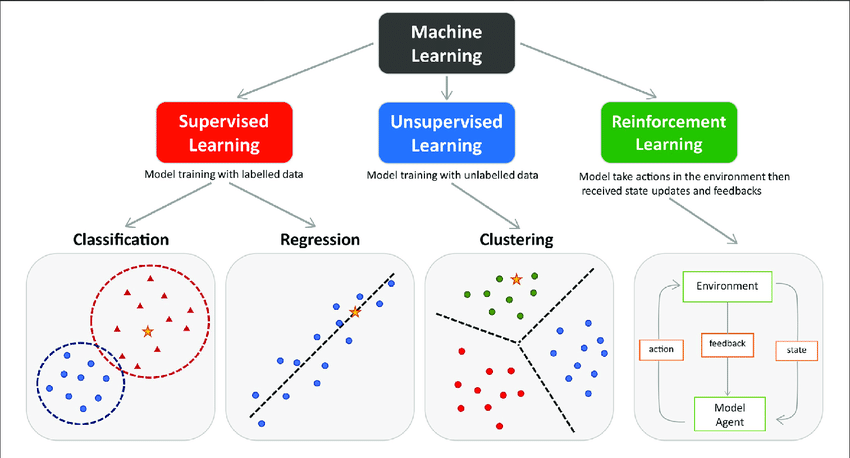 Machine
Learning
Supervised
Learning
Unsupervised
Learning
Reinforcement
Learning
Model training with labelled data
Model training with unlabelled data
Model take actions in the environment then
received state updates and feedbacks
Classification
Regression
Clustering
Environment
action
feedback
state
Model
Agent